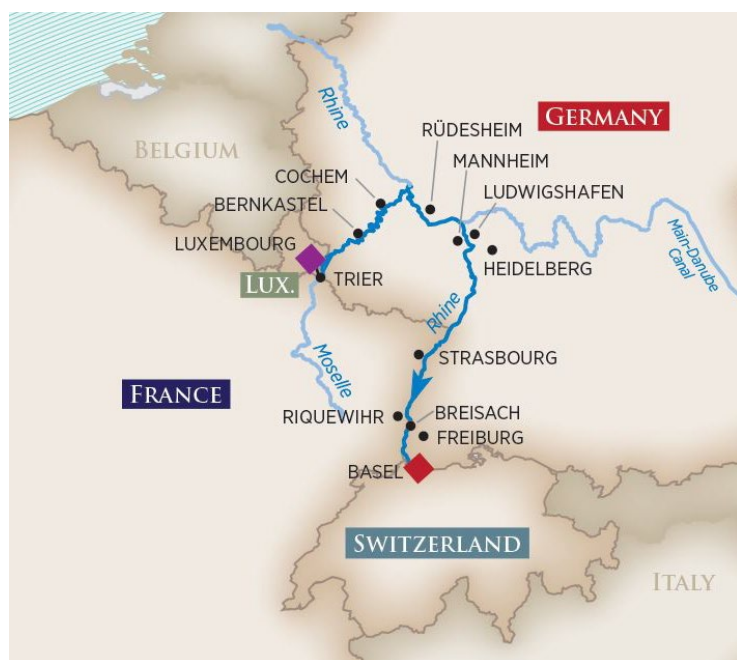 Rhine
GERMANY
RÜDESHEIM
BELGIUM
MANNHEIM
COCHEM
LUDWIGSHAFEN
BERNKASTEL
LUXEMBOURG
HEIDELBERG
Main-Danube
Canal
LUX.
TRIER
Rhine
Moselle
STRASBOURG
FRANCE
RIQUEWIHR
BREISACH
FREIBURG
BASEL
SWITZERLAND
ITALY